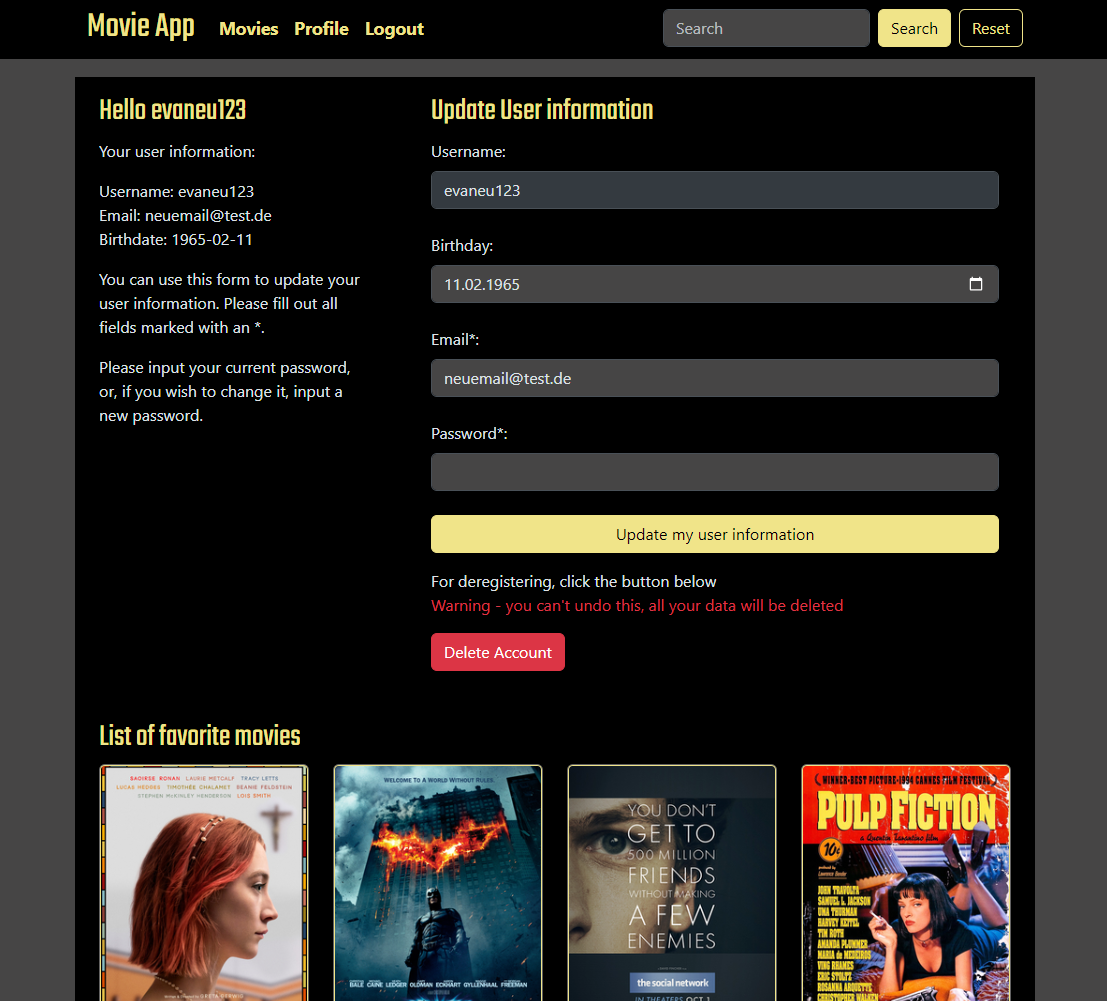 Movie App
Movies Profile Logout
Search
Search
Reset
Hello evaneu123
Your user information:
Username: evaneu123
Email: neuemail@test.de
Birthdate: 1965-02-11
You can use this form to update your
user information. Please fill out all
fields marked with an *.
Please input your current password,
or, if you wish to change it, input a
new password.
Update User information
Username:
evaneu123
Birthday:
11.02.1965
Email*:
neuemail@test.de
Password*:
Update my user information
For deregistering, click the button below
Warning - you can't undo this, all your data will be deleted
Delete Account
List of favorite movies
SAOIRSE RONAN LAURIE METCALF TRACY LETTS
LUCAS HEDGES TIMOTHÉE CHALAMET BEANIE FELDSTEIN
STEPHEN McKINLEY HENDERSON LOIS SMITH
WELCOME TO A WORLD WITHOUT RULES.
BALE CAINE LEDGER OLDMAN ECKHART GYLLENHAAL FREEMAN
YOU DON'T
GET TO
500 MILLION
FRIENDS
WITHOUT MAKING
A FEW
ENEMIES
the social network
IN THEATERS OCT 1
WINNER-BEST PICTURE-1994 CANNES FILM FESTIVAL
PULP FICTION
a Quentin Tarantino film
10¢
JOHN TRAVOLTA
SAMUEL L. JACKSON
UMA THURMAN
HARVEY KEITEL
TIM ROTH
AMANDA PLUMMER
MARIA de MEDEIROS
VING RHAMES
ERIC STOLTZ
ROSANNA ARQUETTE
CHRISTOPHER WALKEN